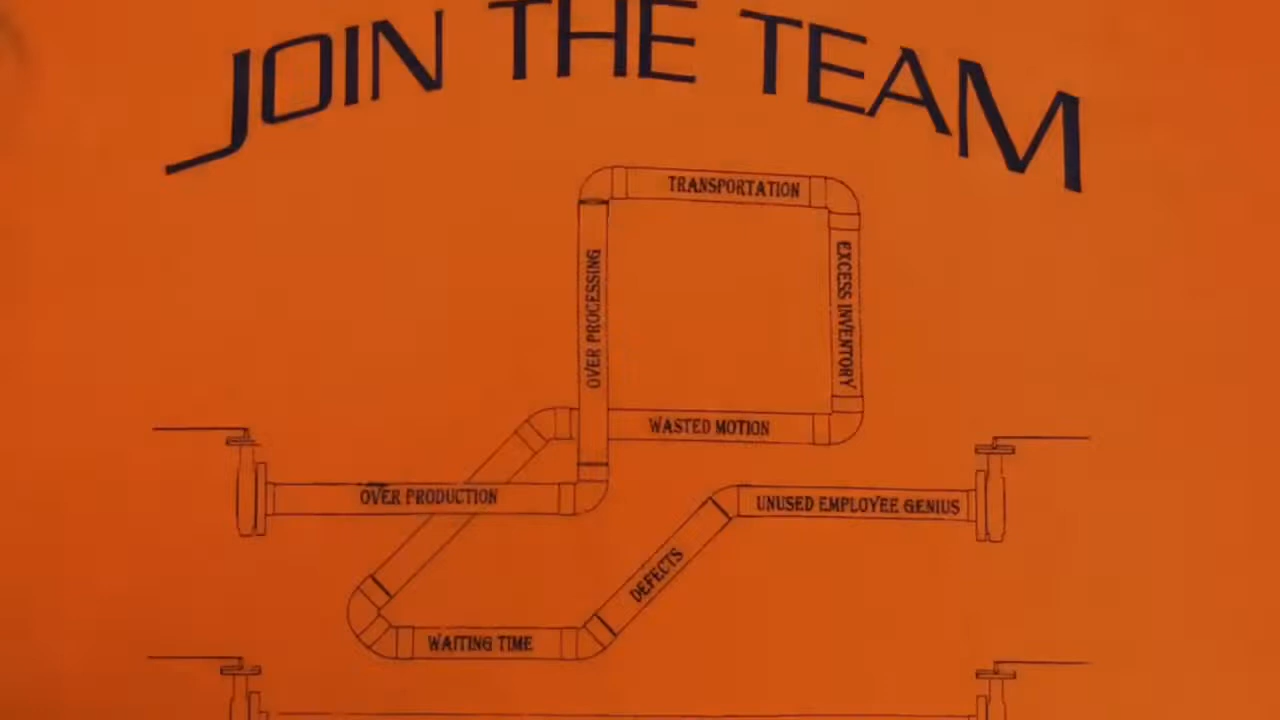 JOIN THE TEAM
TRANSPORTATION
OVER PROCESSING
EXCESS INVENTORY
WASTED MOTION
OVER PRODUCTION
UNUSED EMPLOYEE GENIUS
DEFECTS
WAITING TIME